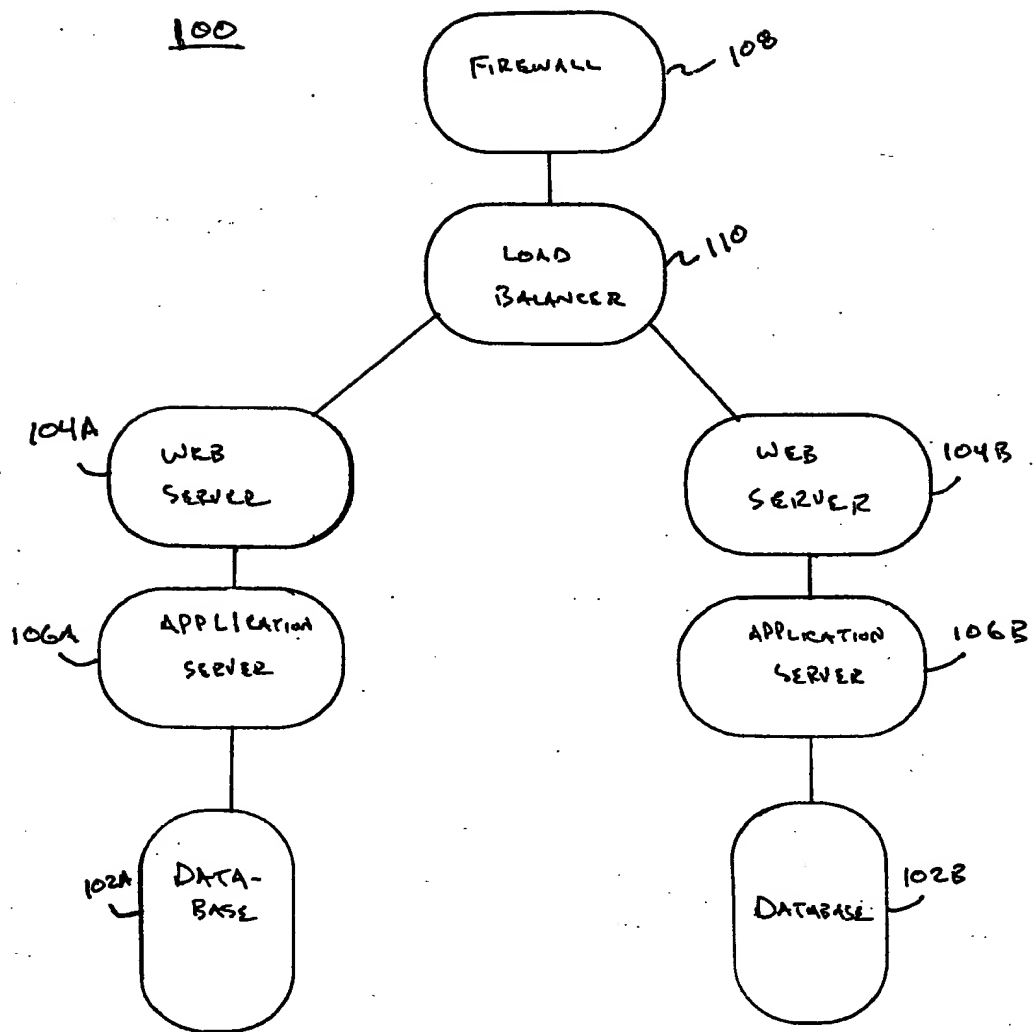 100
FIREWALL
108
LOAD
BALANCER
110
104A
WEB
SERVER
WEB
SERVER
104B
106A
APPLICATION
SERVER
APPLICATION
SERVER
106B
102A
DATA-
BASE
DATABASE
102B